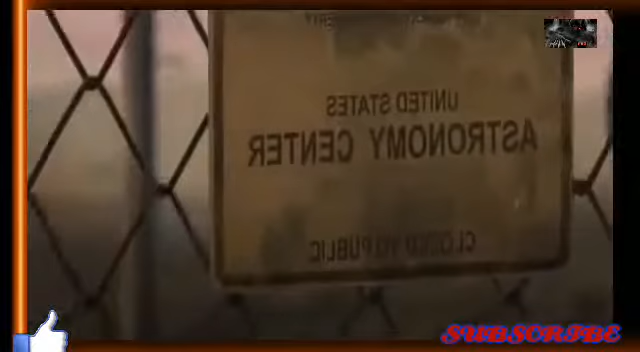 UNITED STATES
ASTRONOMY CENTER
CLOSED TO PUBLIC
SUBSCRIBE